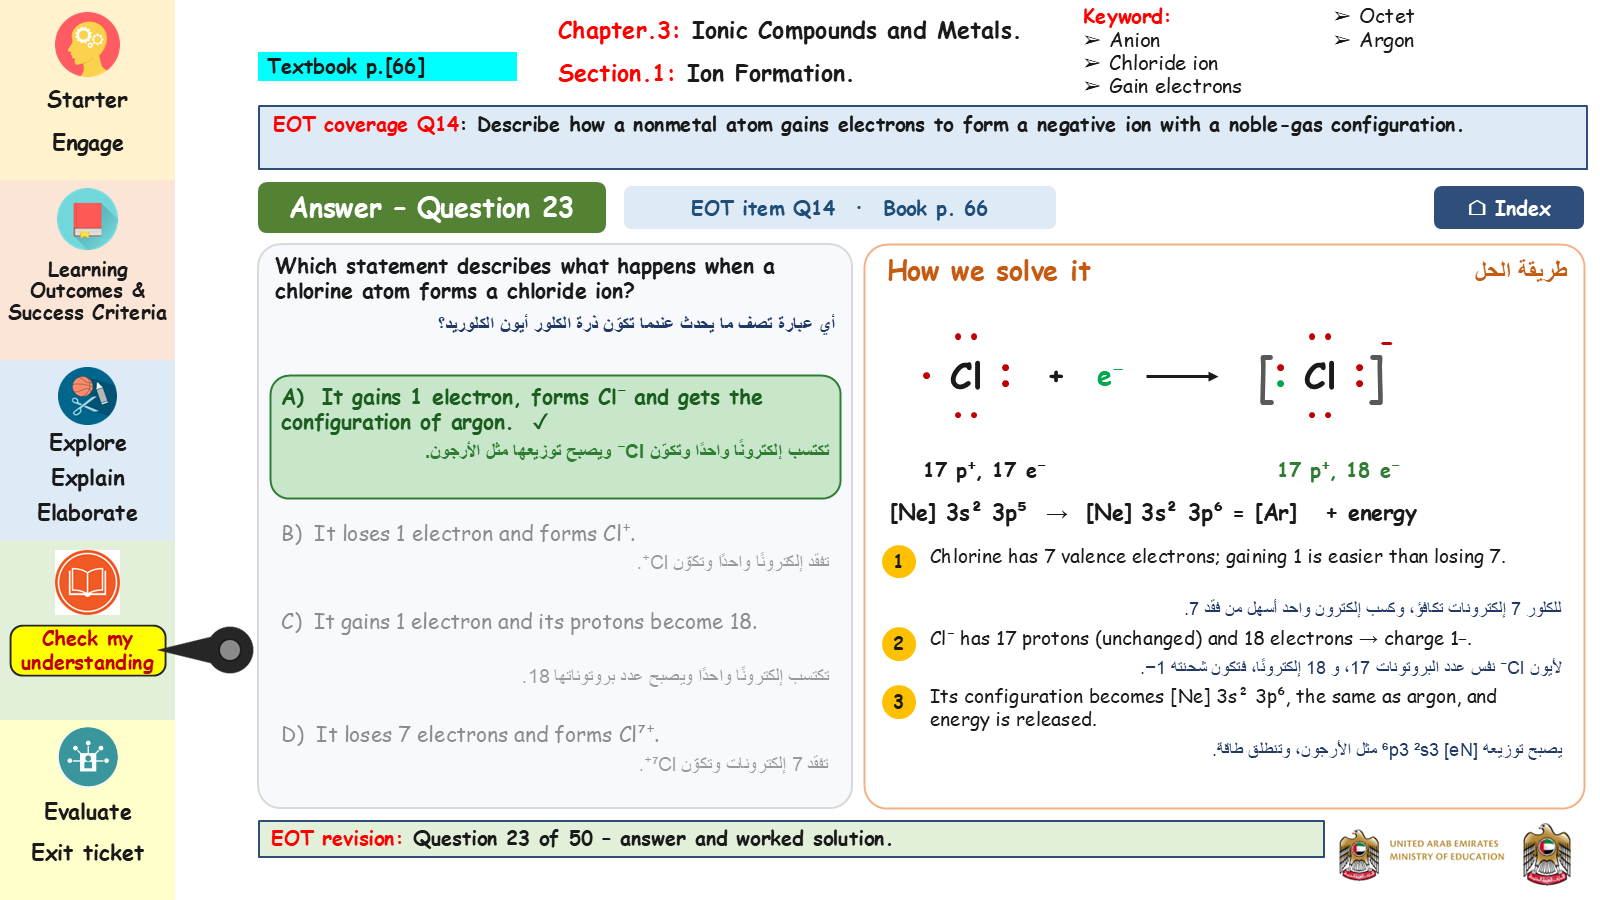 Starter
Engage
Learning
Outcomes &
Success Criteria
Explore
Explain
Elaborate
Check my
understanding
Evaluate
Exit ticket
Textbook p.[66]
Chapter.3: Ionic Compounds and Metals.
Section.1: Ion Formation.
Keyword:
➢ Anion
➢ Chloride ion
➢ Gain electrons
➢ Octet
➢ Argon
EOT coverage Q14: Describe how a nonmetal atom gains electrons to form a negative ion with a noble-gas configuration.
Answer – Question 23
EOT item Q14 · Book p. 66
Index
Which statement describes what happens when a
chlorine atom forms a chloride ion?
أي عبارة تصف ما يحدث عندما تكوّن ذرة الكلور أيون الكلوريد؟
A) It gains 1 electron, forms Cl⁻ and gets the
configuration of argon. ✓
تكتسب إلكترونًا واحدًا وتكوّن Cl⁻ ويصبح توزيعها مثل الأرجون.
B) It loses 1 electron and forms Cl⁺.
تفقد إلكترونًا واحدًا وتكوّن Cl⁺.
C) It gains 1 electron and its protons become 18.
تكتسب إلكترونًا واحدًا ويصبح عدد بروتوناتها 18.
D) It loses 7 electrons and forms Cl⁷⁺.
تفقد 7 إلكترونات وتكوّن Cl⁷⁺.
How we solve it
طريقة الحل
Cl + e⁻ [Cl]⁻
17 p⁺, 17 e⁻
17 p⁺, 18 e⁻
[Ne] 3s² 3p⁵ → [Ne] 3s² 3p⁶ = [Ar] + energy
1 Chlorine has 7 valence electrons; gaining 1 is easier than losing 7.
للكلور 7 إلكترونات تكافؤ، وكسب إلكترون واحد أسهل من فقد 7.
2 Cl⁻ has 17 protons (unchanged) and 18 electrons → charge 1–.
لأيون Cl⁻ نفس عدد البروتونات 17، و 18 إلكترونًا، فتكون شحنته 1–.
3 Its configuration becomes [Ne] 3s² 3p⁶, the same as argon, and
energy is released.
يصبح توزيعه [eN] ⁶p3 ²s3 مثل الأرجون، وتنطلق طاقة.
EOT revision: Question 23 of 50 – answer and worked solution.
UNITED ARAB EMIRATES
MINISTRY OF EDUCATION